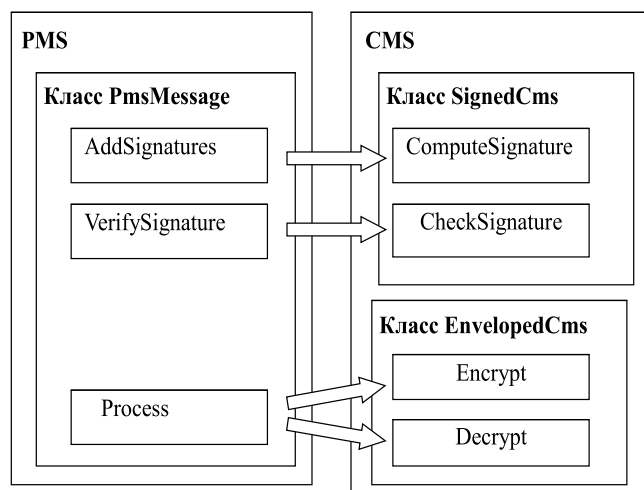 PMS
Класс PmsMessage
AddSignatures
VerifySignature
Process
CMS
Класс SignedCms
ComputeSignature
CheckSignature
Класс EnvelopedCms
Encrypt
Decrypt